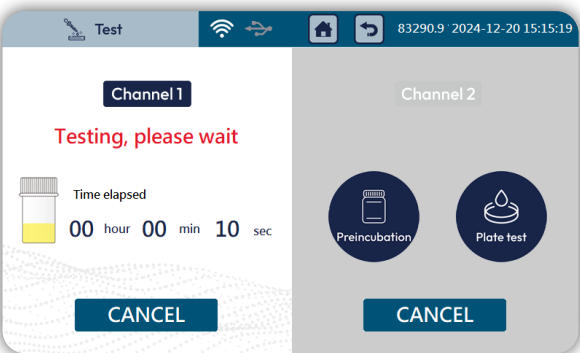 Test
83290.9 2024-12-20 15:15:19
Channel 1
Testing, please wait
Time elapsed
00 hour 00 min 10 sec
CANCEL
Channel 2
Preincubation
Plate test
CANCEL